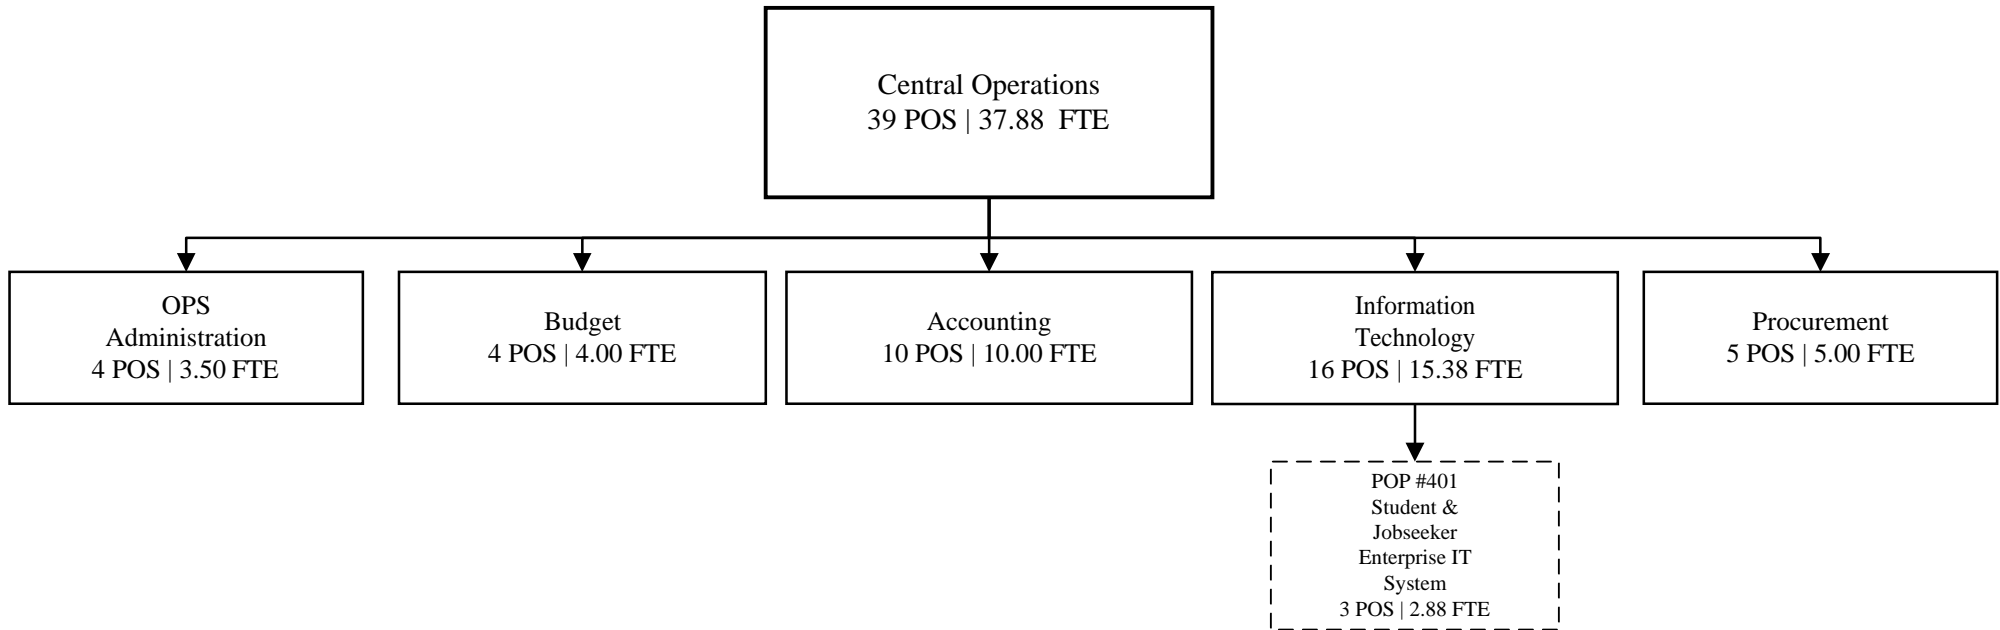 Central Operations
39 POS | 37.88 FTE
OPS
Administration
4 POS | 3.50 FTE
Budget
4 POS | 4.00 FTE
Accounting
10 POS | 10.00 FTE
Information
Technology
16 POS | 15.38 FTE
Procurement
5 POS | 5.00 FTE
POP #401
Student &
Jobseeker
Enterprise IT
System
3 POS | 2.88 FTE